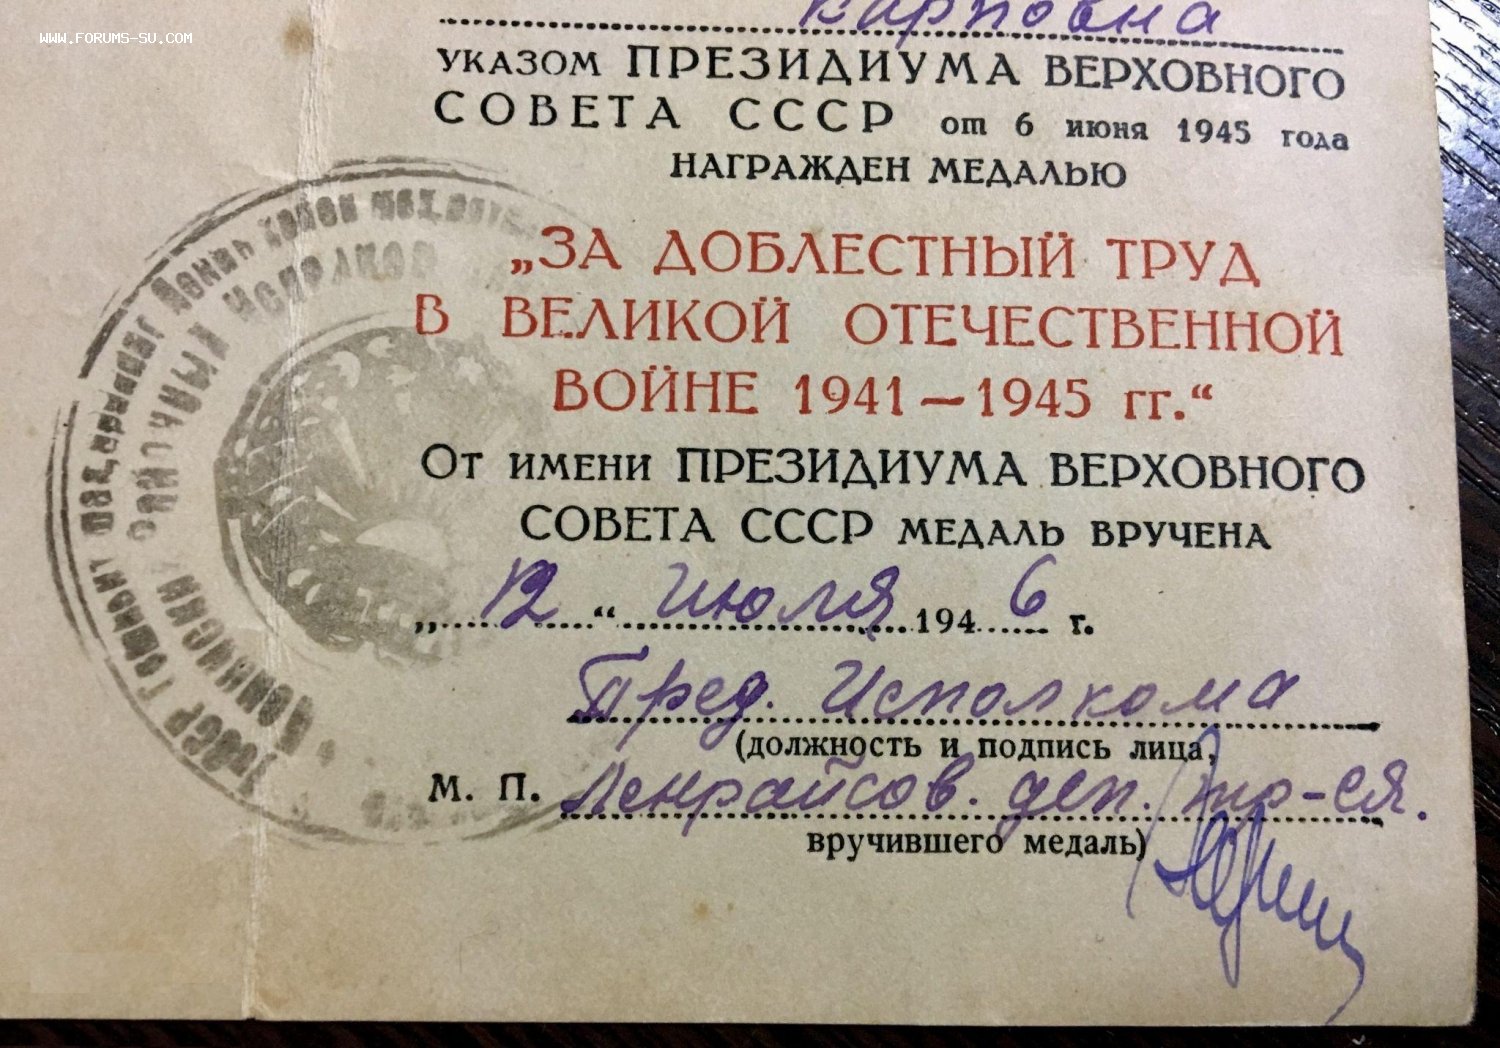 WWW.FORUMS-SU.COM
Карповна
УКАЗОМ ПРЕЗИДИУМА ВЕРХОВНОГО
СОВЕТА СССР от 6 июня 1945 года
НАГРАЖДЕН МЕДАЛЬЮ
„ЗА ДОБЛЕСТНЫЙ ТРУД
В ВЕЛИКОЙ ОТЕЧЕСТВЕННОЙ
ВОЙНЕ 1941—1945 гг.“
От имени ПРЕЗИДИУМА ВЕРХОВНОГО
СОВЕТА СССР МЕДАЛЬ ВРУЧЕНА
„12“ Июля 1946 г.
Пред. Исполкома
(должность и подпись лица,
М. П. Ленрайсов. деп. тр-ся.
вручившего медаль)